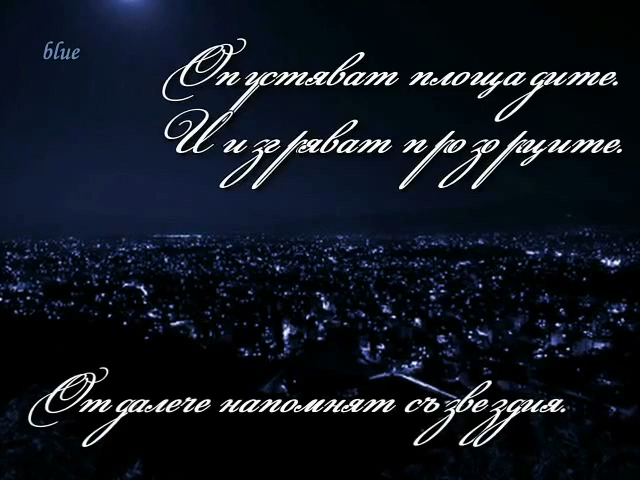 blue
Опустяват площадите.
И изгряват прозорците.
Отдалече напомнят съзвездия.